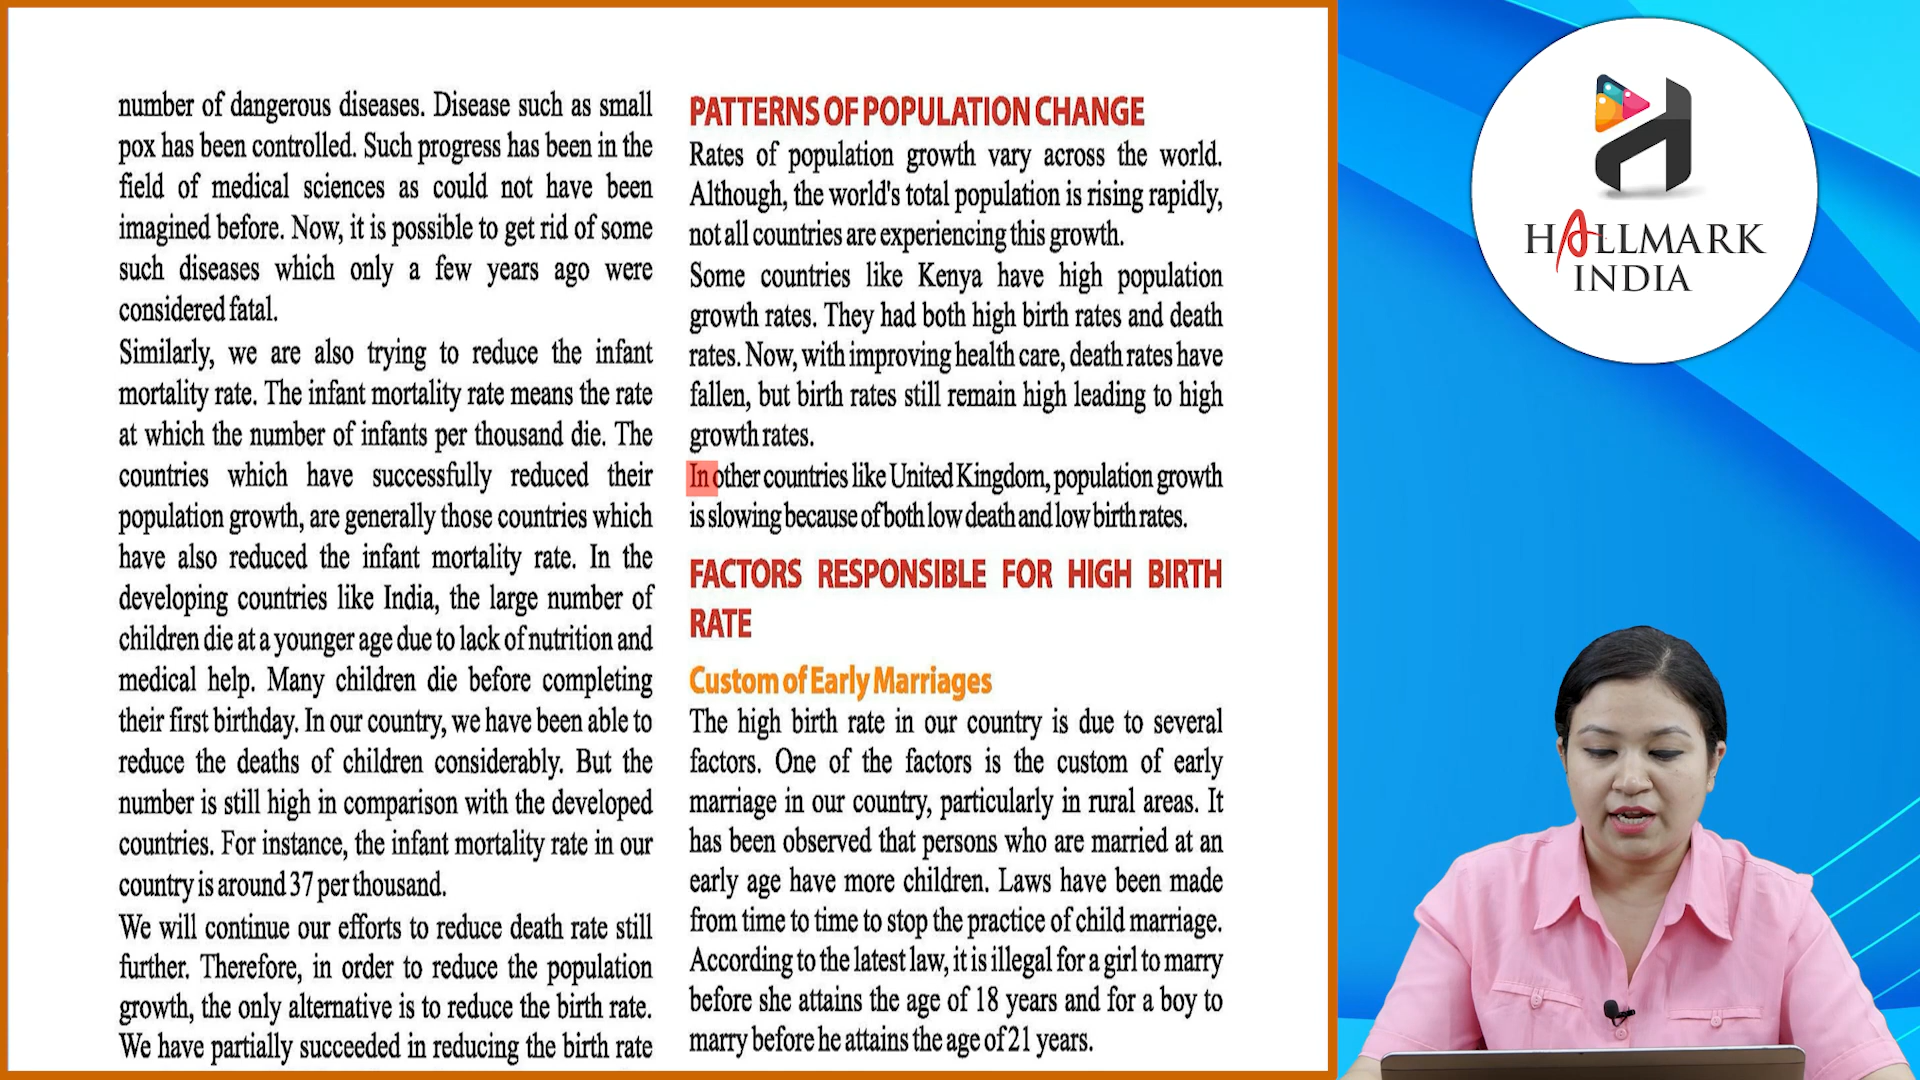 number of dangerous diseases. Disease such as small
pox has been controlled. Such progress has been in the
field of medical sciences as could not have been
imagined before. Now, it is possible to get rid of some
such diseases which only a few years ago were
considered fatal.
Similarly, we are also trying to reduce the infant
mortality rate. The infant mortality rate means the rate
at which the number of infants per thousand die. The
countries which have successfully reduced their
population growth, are generally those countries which
have also reduced the infant mortality rate. In the
developing countries like India, the large number of
children die at a younger age due to lack of nutrition and
medical help. Many children die before completing
their first birthday. In our country, we have been able to
reduce the deaths of children considerably. But the
number is still high in comparison with the developed
countries. For instance, the infant mortality rate in our
country is around 37 per thousand.
We will continue our efforts to reduce death rate still
further. Therefore, in order to reduce the population
growth, the only alternative is to reduce the birth rate.
We have partially succeeded in reducing the birth rate
PATTERNS OF POPULATION CHANGE
Rates of population growth vary across the world.
Although, the world's total population is rising rapidly,
not all countries are experiencing this growth.
Some countries like Kenya have high population
growth rates. They had both high birth rates and death
rates. Now, with improving health care, death rates have
fallen, but birth rates still remain high leading to high
growth rates.
In other countries like United Kingdom, population growth
is slowing because of both low death and low birth rates.
FACTORS RESPONSIBLE FOR HIGH BIRTH
RATE
Custom of Early Marriages
The high birth rate in our country is due to several
factors. One of the factors is the custom of early
marriage in our country, particularly in rural areas. It
has been observed that persons who are married at an
early age have more children. Laws have been made
from time to time to stop the practice of child marriage.
According to the latest law, it is illegal for a girl to marry
before she attains the age of 18 years and for a boy to
marry before he attains the age of 21 years.
HALLMARK
INDIA